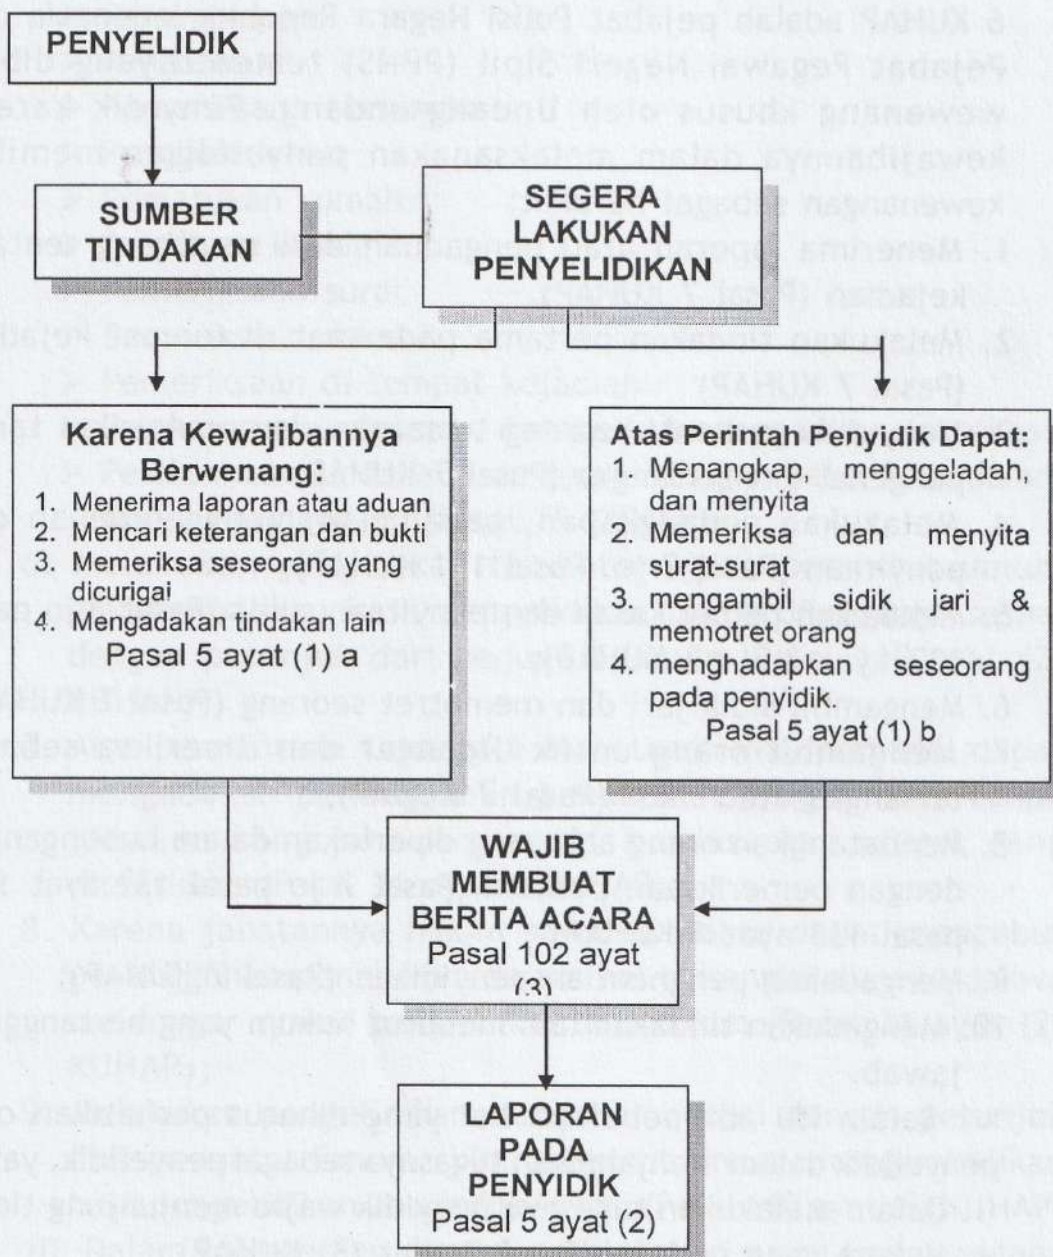 PENYELIDIK
SUMBER
TINDAKAN
SEGERA
LAKUKAN
PENYELIDIKAN
Karena Kewajibannya
Berwenang:
1. Menerima laporan atau aduan
2. Mencari keterangan dan bukti
3. Memeriksa seseorang yang
dicurigai
4. Mengadakan tindakan lain
Pasal 5 ayat (1) a
Atas Perintah Penyidik Dapat:
1. Menangkap, menggeladah,
dan menyita
2. Memeriksa dan menyita
surat-surat
3. mengambil sidik jari &
memotret orang
4. menghadapkan seseorang
pada penyidik
Pasal 5 ayat (1) b
WAJIB
MEMBUAT
BERITA ACARA
Pasal 102 ayat
(3)
LAPORAN
PADA
PENYIDIK
Pasal 5 ayat (2)